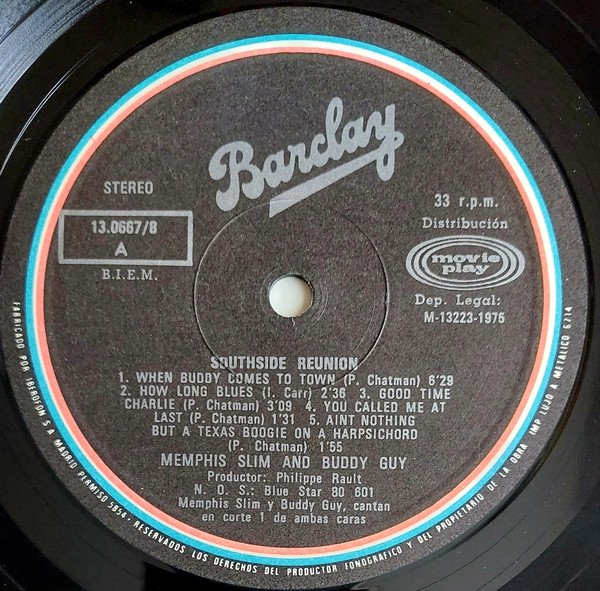 Barclay
STEREO
13.0667/8
A
B.I.E.M.
33 r.p.m.
Distribución
movie
play
Dep. Legal:
M-13223-1975
SOUTHSIDE REUNION
1. WHEN BUDDY COMES TO TOWN (P. Chatman) 6'29
2. HOW LONG BLUES (I. Carr) 2'36 3. GOOD TIME
CHARLIE (P. Chatman) 3'09 4. YOU CALLED ME AT
LAST (P. Chatman) 1'31 5. AINT NOTHING
BUT A TEXAS BOOGIE ON A HARPSICHORD
(P. Chatman) 1'55
MEMPHIS SLIM AND BUDDY GUY
Productor: Philippe Rault
N. O. S.: Blue Star 80 601
Memphis Slim y Buddy Guy, cantan
en corte 1 de ambas caras
FABRICADO POR IBEROFON S A MADRID PERMISO 5854 - RESERVADOS LOS DERECHOS DEL PRODUCTOR FONOGRAFICO Y DEL PROPIETARIO DE LA OBRA IMP LUJO A METALICO 6214